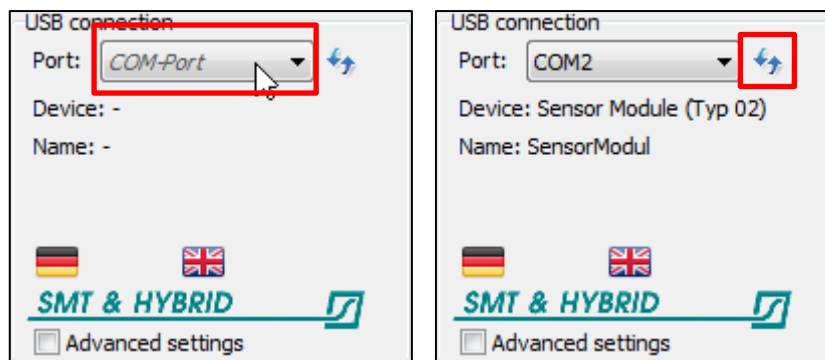 USB connection
Port: COM-Port
Device: -
Name: -
SMT & HYBRID
Advanced settings
USB connection
Port: COM2
Device: Sensor Module (Typ 02)
Name: SensorModul
SMT & HYBRID
Advanced settings